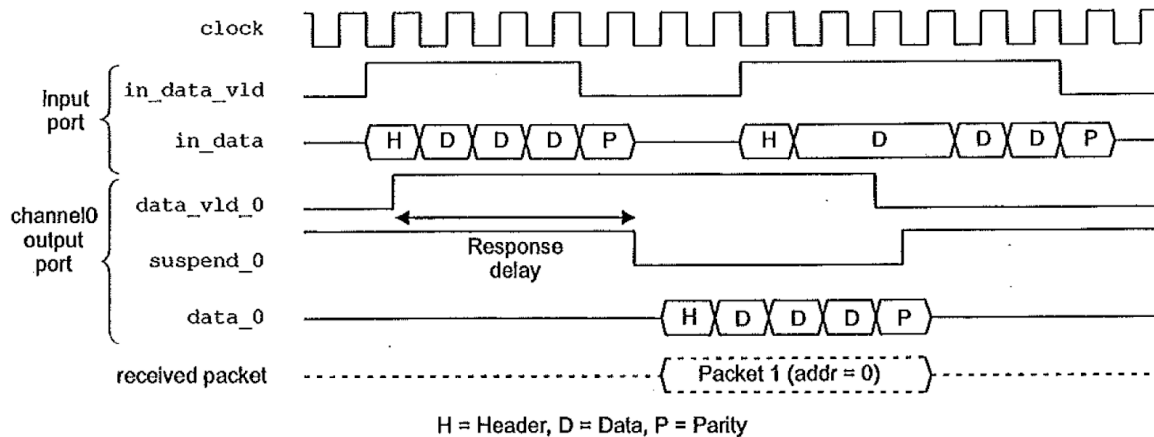 clock
input port
in_data_vld
in_data
H D D D P H D D D P
channel0 output port
data_vld_0
Response delay
suspend_0
data_0
H D D D P
received packet
Packet 1 (addr = 0)
H = Header, D = Data, P = Parity